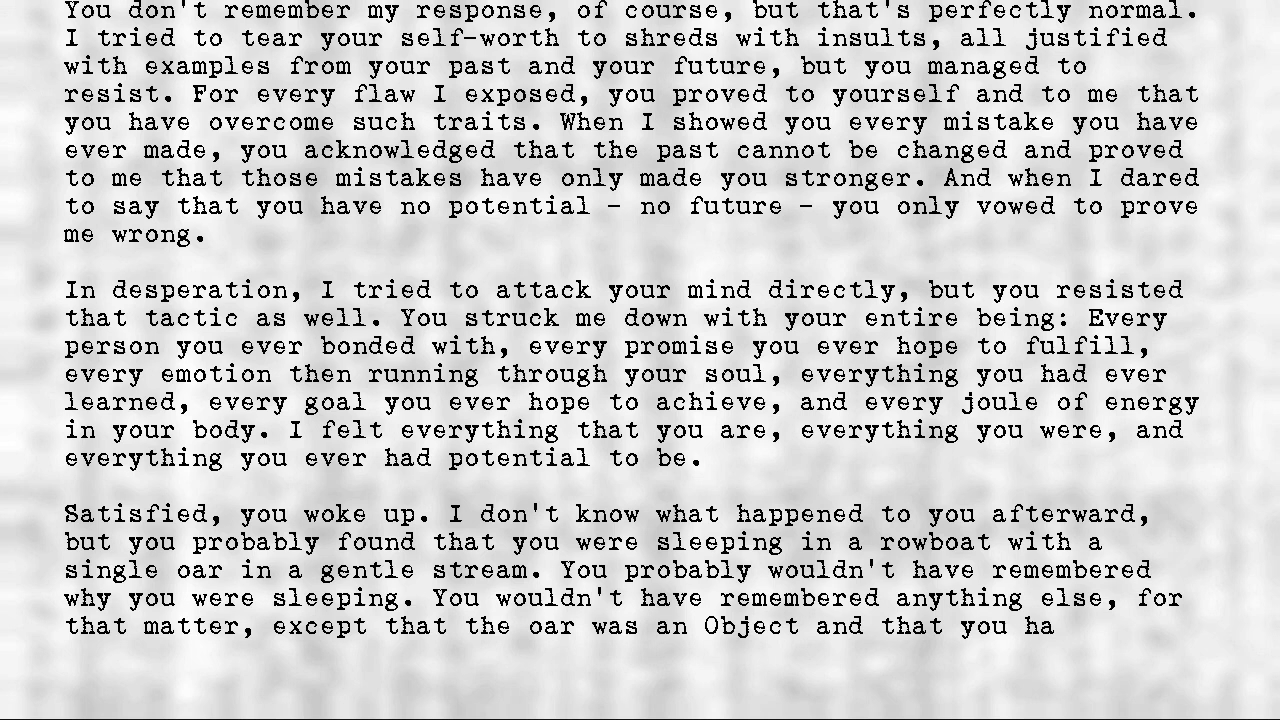 You don't remember my response, of course, but that's perfectly normal.
I tried to tear your self-worth to shreds with insults, all justified
with examples from your past and your future, but you managed to
resist. For every flaw I exposed, you proved to yourself and to me that
you have overcome such traits. When I showed you every mistake you have
ever made, you acknowledged that the past cannot be changed and proved
to me that those mistakes have only made you stronger. And when I dared
to say that you have no potential - no future - you only vowed to prove
me wrong.
In desperation, I tried to attack your mind directly, but you resisted
that tactic as well. You struck me down with your entire being: Every
person you ever bonded with, every promise you ever hope to fulfill,
every emotion then running through your soul, everything you had ever
learned, every goal you ever hope to achieve, and every joule of energy
in your body. I felt everything that you are, everything you were, and
everything you ever had potential to be.
Satisfied, you woke up. I don't know what happened to you afterward,
but you probably found that you were sleeping in a rowboat with a
single oar in a gentle stream. You probably wouldn't have remembered
why you were sleeping. You wouldn't have remembered anything else, for
that matter, except that the oar was an Object and that you ha